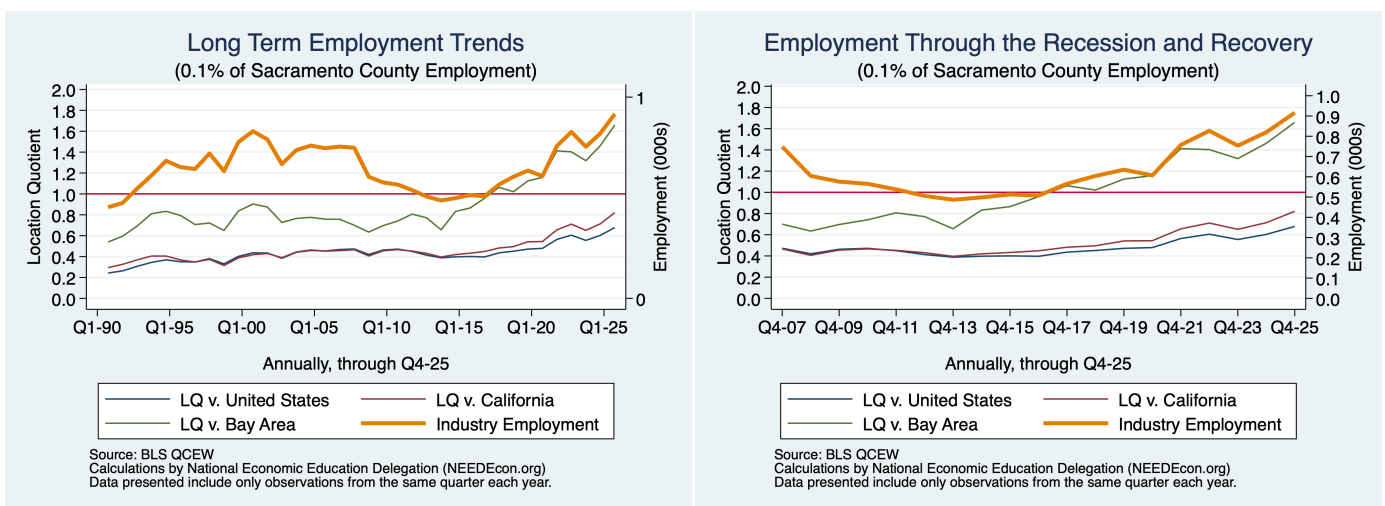 Long Term Employment Trends
(0.1% of Sacramento County Employment)
Location Quotient
2.0
1.8
1.6
1.4
1.2
1.0
0.8
0.6
0.4
0.2
0.0
1
0
Employment (000s)
Q1-90 Q1-95 Q1-00 Q1-05 Q1-10 Q1-15 Q1-20 Q1-25
Annually, through Q4-25
LQ v. United States LQ v. California
LQ v. Bay Area Industry Employment
Source: BLS QCEW
Calculations by National Economic Education Delegation (NEEDEcon.org)
Data presented include only observations from the same quarter each year.
Employment Through the Recession and Recovery
(0.1% of Sacramento County Employment)
Location Quotient
2.0
1.8
1.6
1.4
1.2
1.0
0.8
0.6
0.4
0.2
0.0
1.0
0.9
0.8
0.7
0.6
0.5
0.4
0.3
0.2
0.1
0.0
Employment (000s)
Q4-07 Q4-09 Q4-11 Q4-13 Q4-15 Q4-17 Q4-19 Q4-21 Q4-23 Q4-25
Annually, through Q4-25
LQ v. United States LQ v. California
LQ v. Bay Area Industry Employment
Source: BLS QCEW
Calculations by National Economic Education Delegation (NEEDEcon.org)
Data presented include only observations from the same quarter each year.